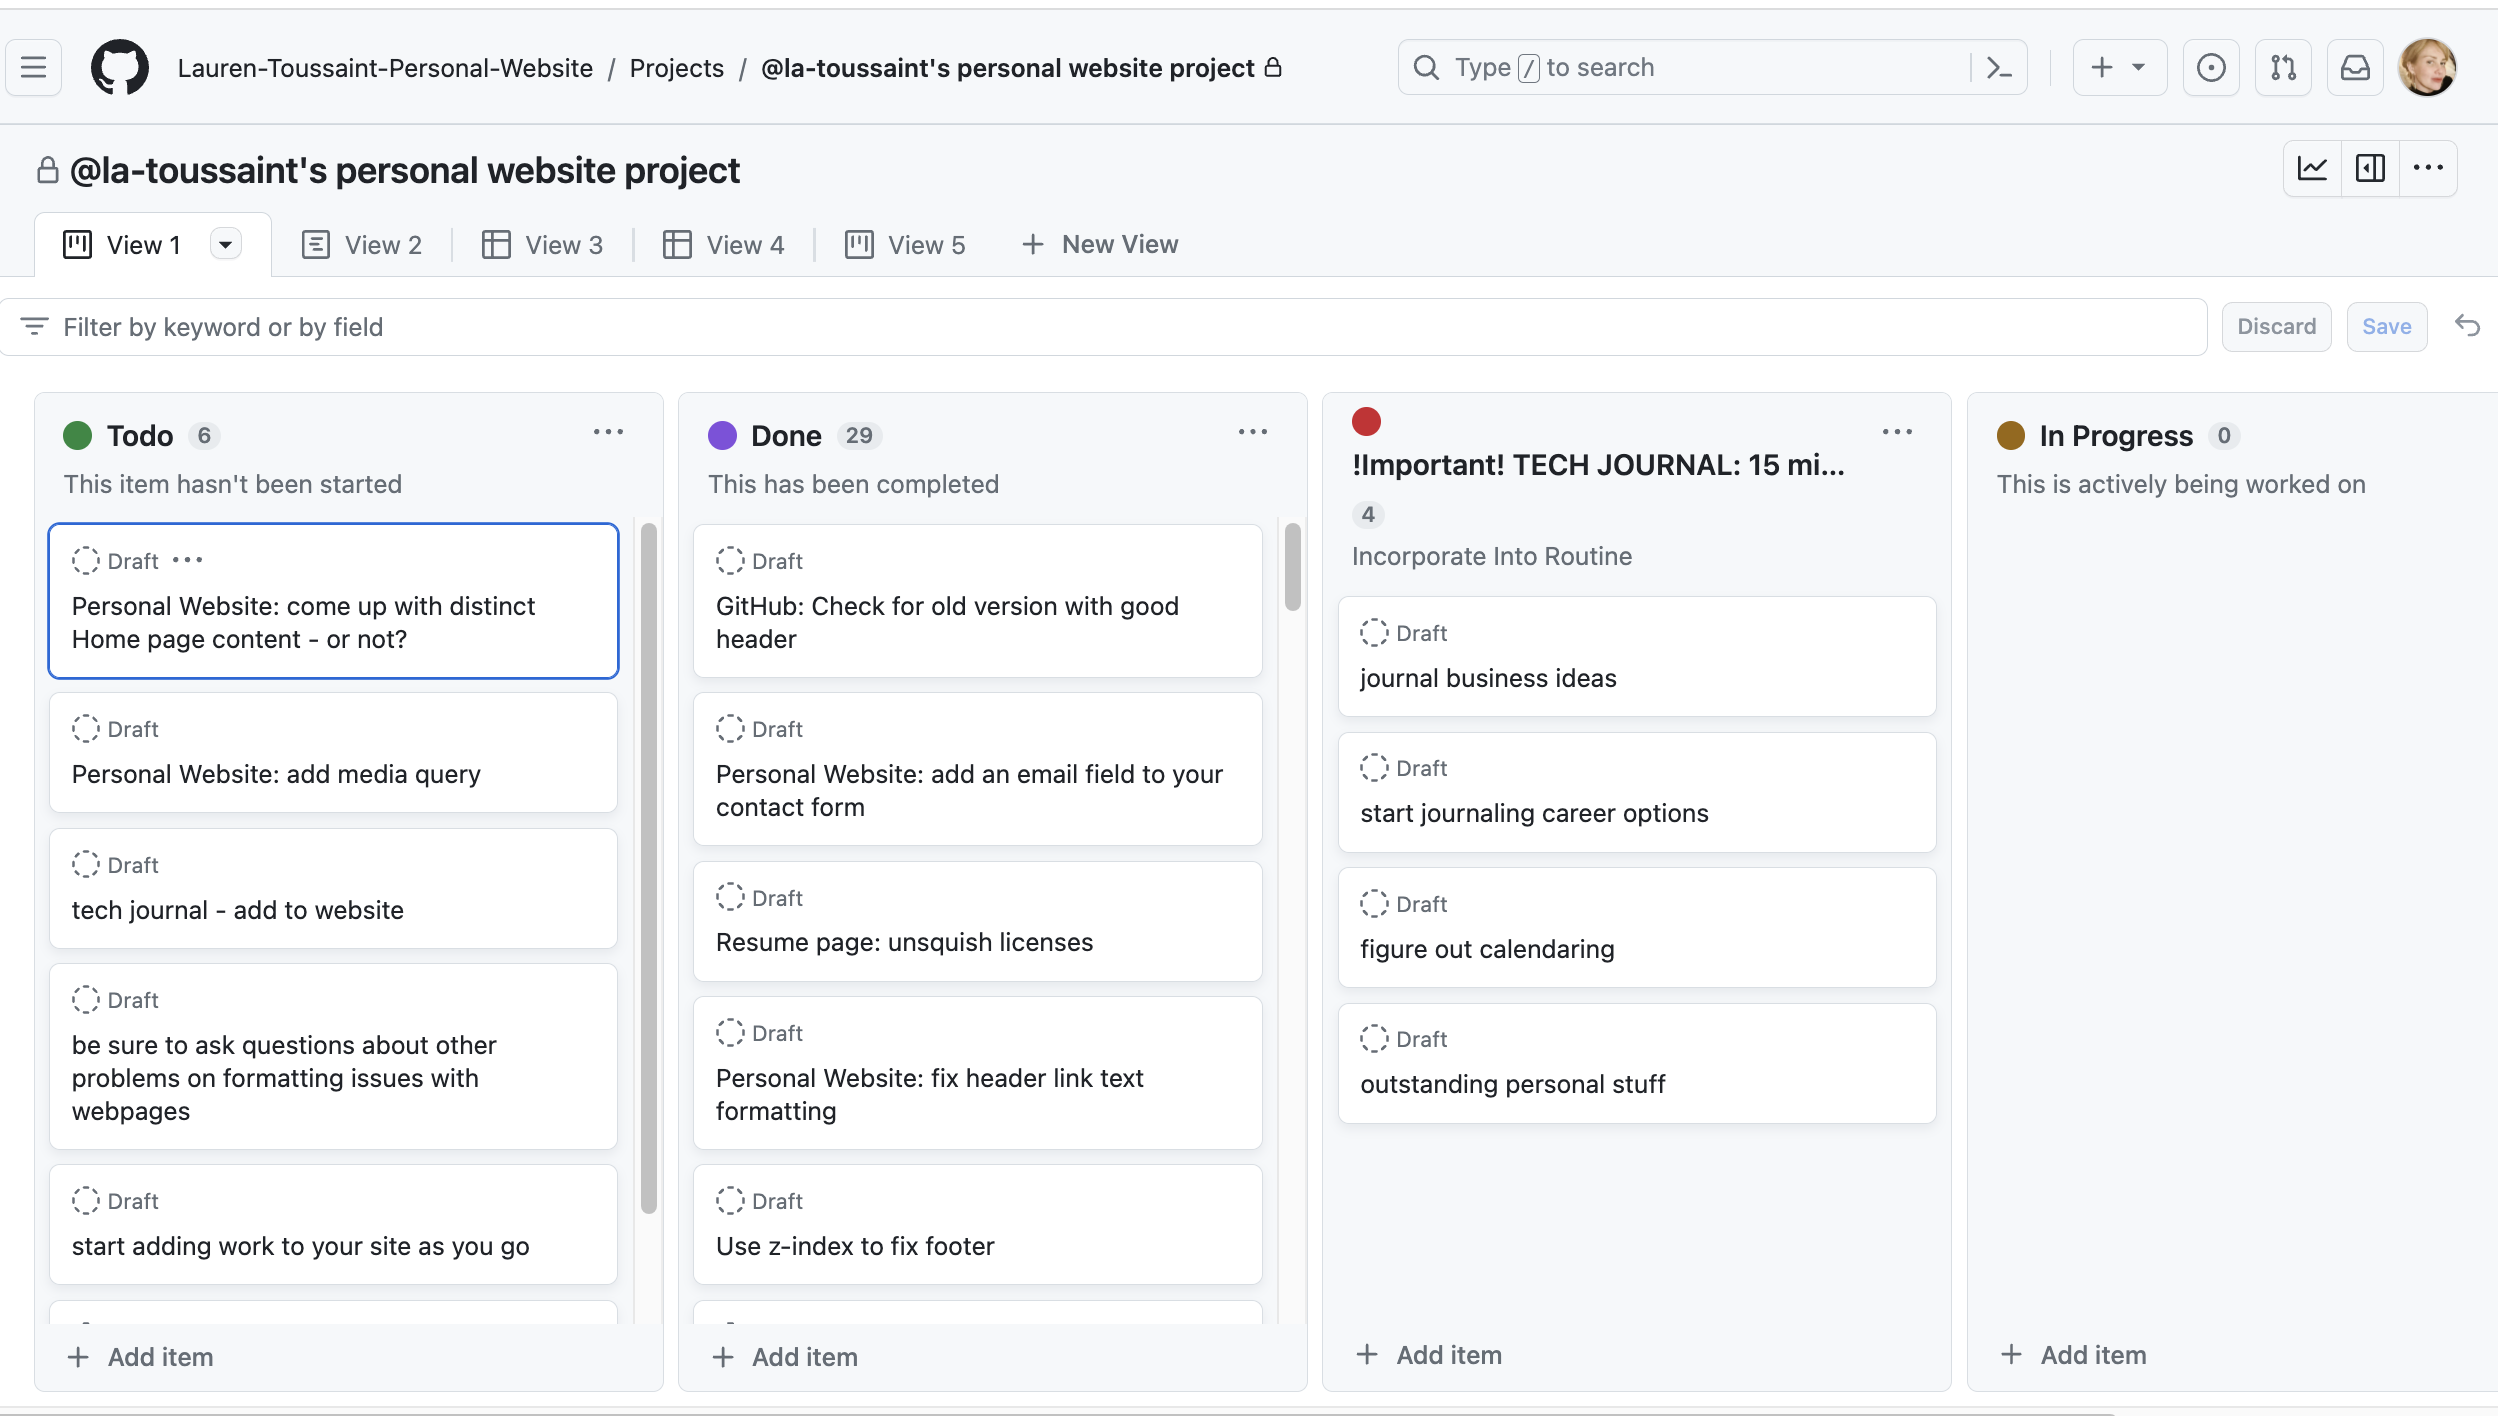 Lauren-Toussaint-Personal-Website / Projects / @la-toussaint's personal website project
Type / to search
@la-toussaint's personal website project
View 1
View 2
View 3
View 4
View 5
New View
Filter by keyword or by field
Discard
Save
Todo 6
This item hasn't been started
Draft
Personal Website: come up with distinct
Home page content - or not?
Draft
Personal Website: add media query
Draft
tech journal - add to website
Draft
be sure to ask questions about other
problems on formatting issues with
webpages
Draft
start adding work to your site as you go
Add item
Done 29
This has been completed
Draft
GitHub: Check for old version with good
header
Draft
Personal Website: add an email field to your
contact form
Draft
Resume page: unsquish licenses
Draft
Personal Website: fix header link text
formatting
Draft
Use z-index to fix footer
Add item
!Important! TECH JOURNAL: 15 mi...
4
Incorporate Into Routine
Draft
journal business ideas
Draft
start journaling career options
Draft
figure out calendaring
Draft
outstanding personal stuff
Add item
In Progress 0
This is actively being worked on
Add item